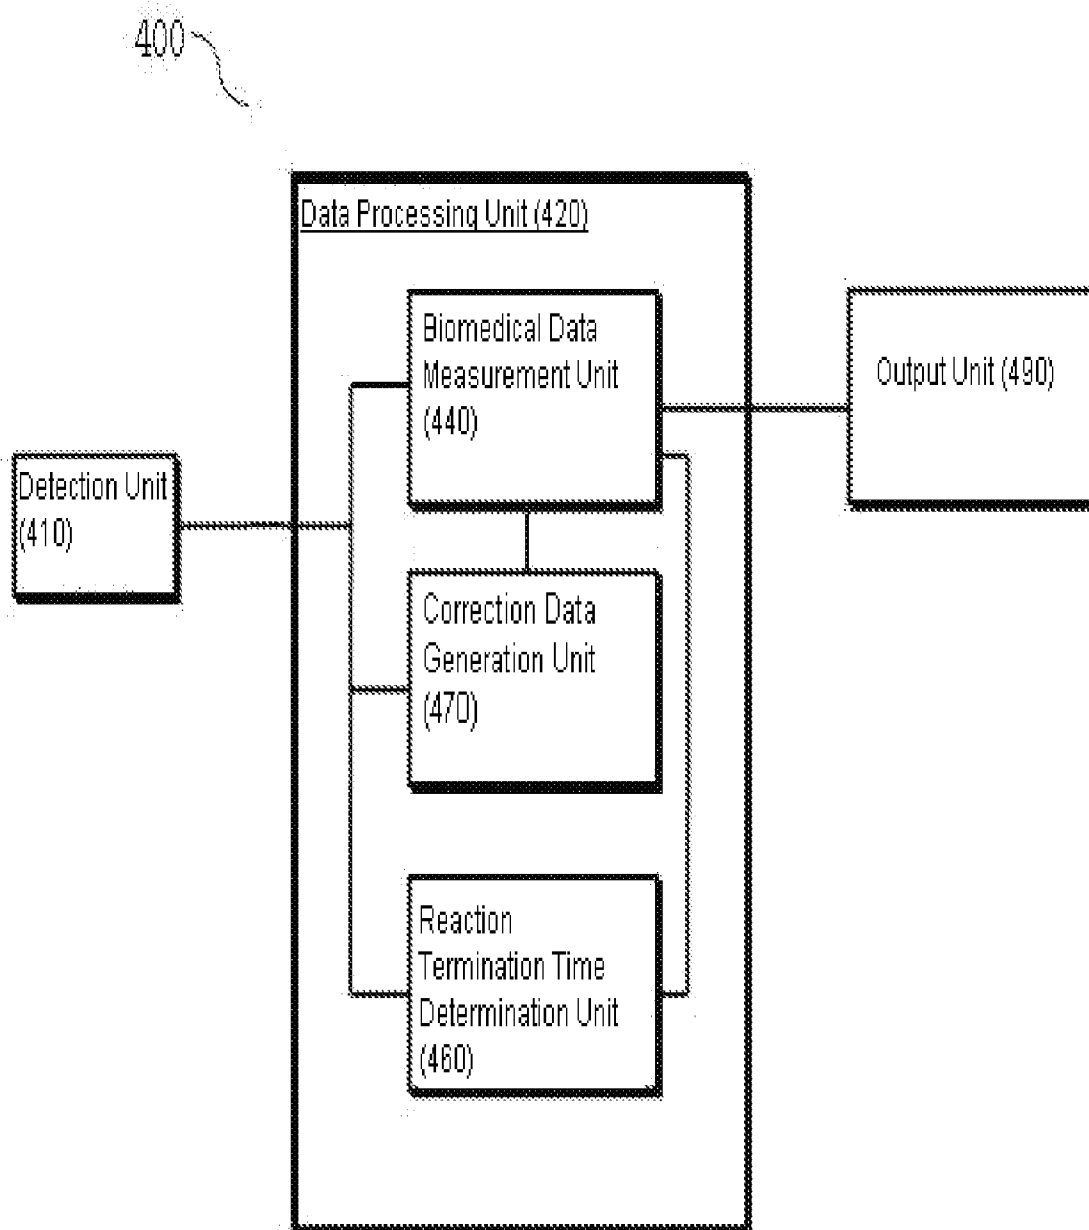 400
Data Processing Unit (420)
Biomedical Data
Measurement Unit
(440)
Output Unit (490)
Detection Unit
(410)
Correction Data
Generation Unit
(470)
Reaction
Termination Time
Determination Unit
(460)